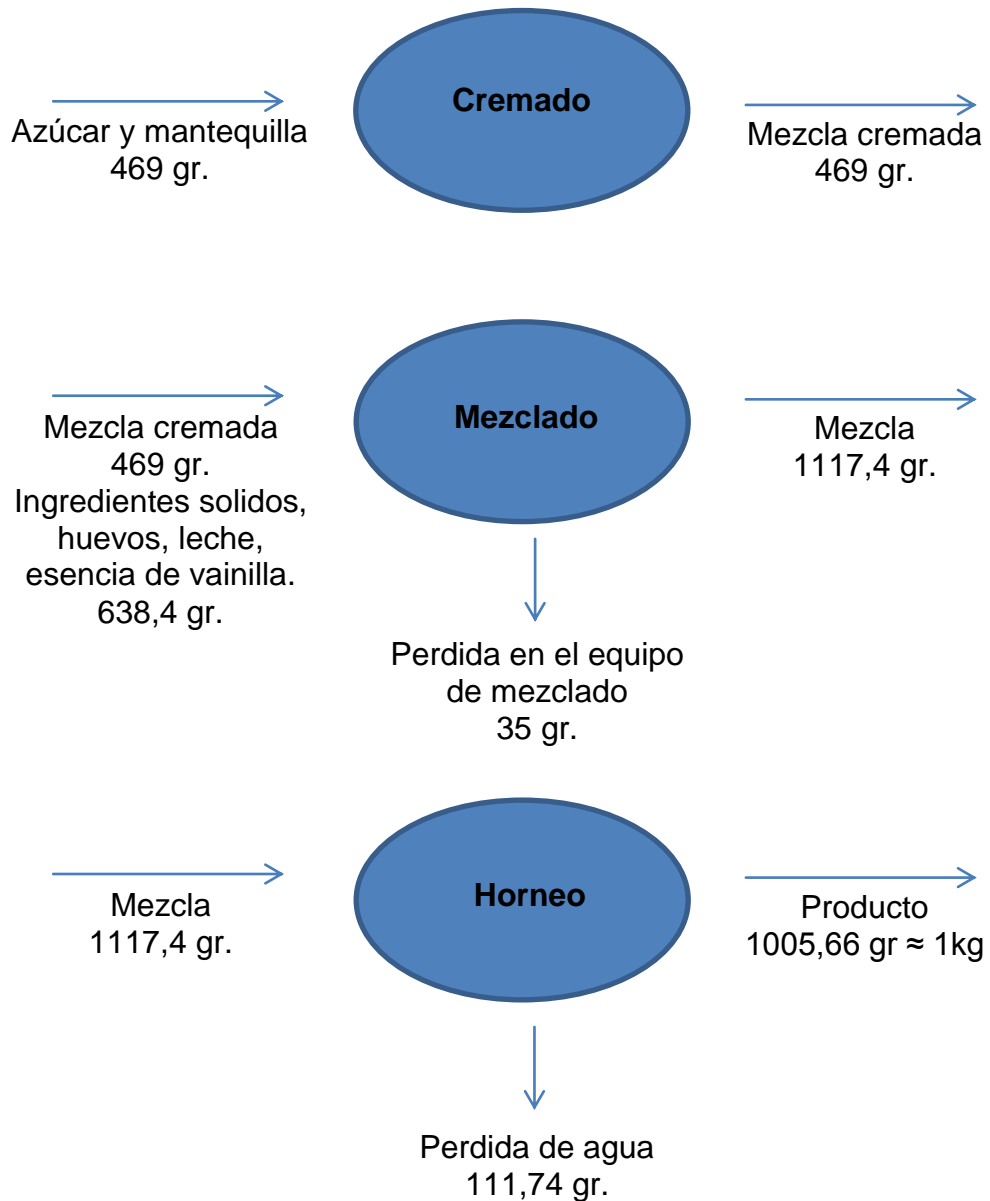 Cremado
Azúcar y mantequilla
469 gr.
Mezcla cremada
469 gr.
Mezclado
Mezcla cremada
469 gr.
Ingredientes solidos,
huevos, leche,
esencia de vainilla.
638,4 gr.
Mezcla
1117,4 gr.
Perdida en el equipo
de mezclado
35 gr.
Horneo
Mezcla
1117,4 gr.
Producto
1005,66 gr ≈ 1kg
Perdida de agua
111,74 gr.